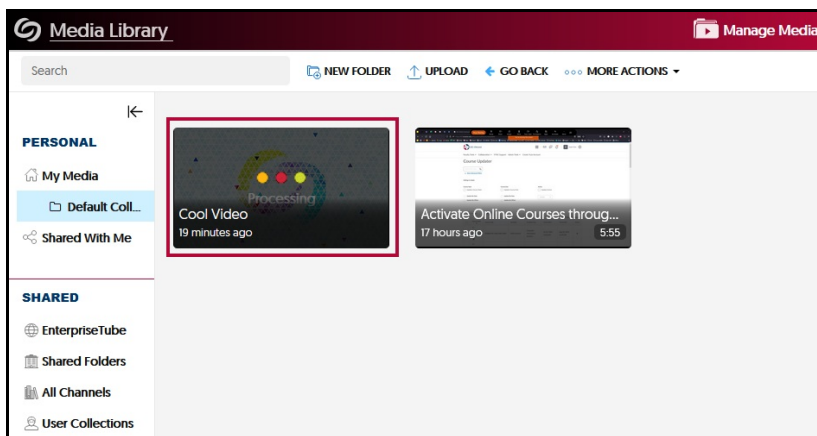 Media Library
Manage Media
Search
NEW FOLDER
UPLOAD
GO BACK
MORE ACTIONS
PERSONAL
My Media
Default Coll...
Shared With Me
SHARED
EnterpriseTube
Shared Folders
All Channels
User Collections
Processing
Cool Video
19 minutes ago
Course Updater
Activate Online Courses throug...
17 hours ago
5:55